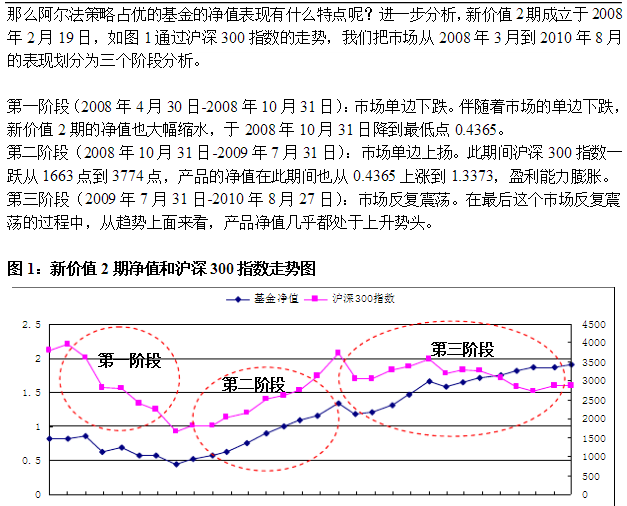 那么阿尔法策略占优的基金的净值表现有什么特点呢？进一步分析，新价值 2 期成立于 2008
年 2 月 19 日，如图 1 通过沪深 300 指数的走势，我们把市场从 2008 年 3 月到 2010 年 8 月
的表现划分为三个阶段分析。
第一阶段（2008 年 4 月 30 日-2008 年 10 月 31 日）：市场单边下跌。伴随着市场的单边下跌，
新价值 2 期的净值也大幅缩水，于 2008 年 10 月 31 日降到最低点 0.4365。
第二阶段（2008 年 10 月 31 日-2009 年 7 月 31 日）：市场单边上扬。此期间沪深 300 指数一
跃从 1663 点到 3774 点，产品的净值在此期间也从 0.4365 上涨到 1.3373，盈利能力膨胀。
第三阶段（2009 年 7 月 31 日-2010 年 8 月 27 日）：市场反复震荡。在最后这个市场反复震
荡的过程中，从趋势上面来看，产品净值几乎都处于上升势头。
图 1：新价值 2 期净值和沪深 300 指数走势图
基金净值 沪深300指数
2.5
2
1.5
1
0.5
0
第一阶段
第二阶段
第三阶段
4500
4000
3500
3000
2500
2000
1500
1000
500
0